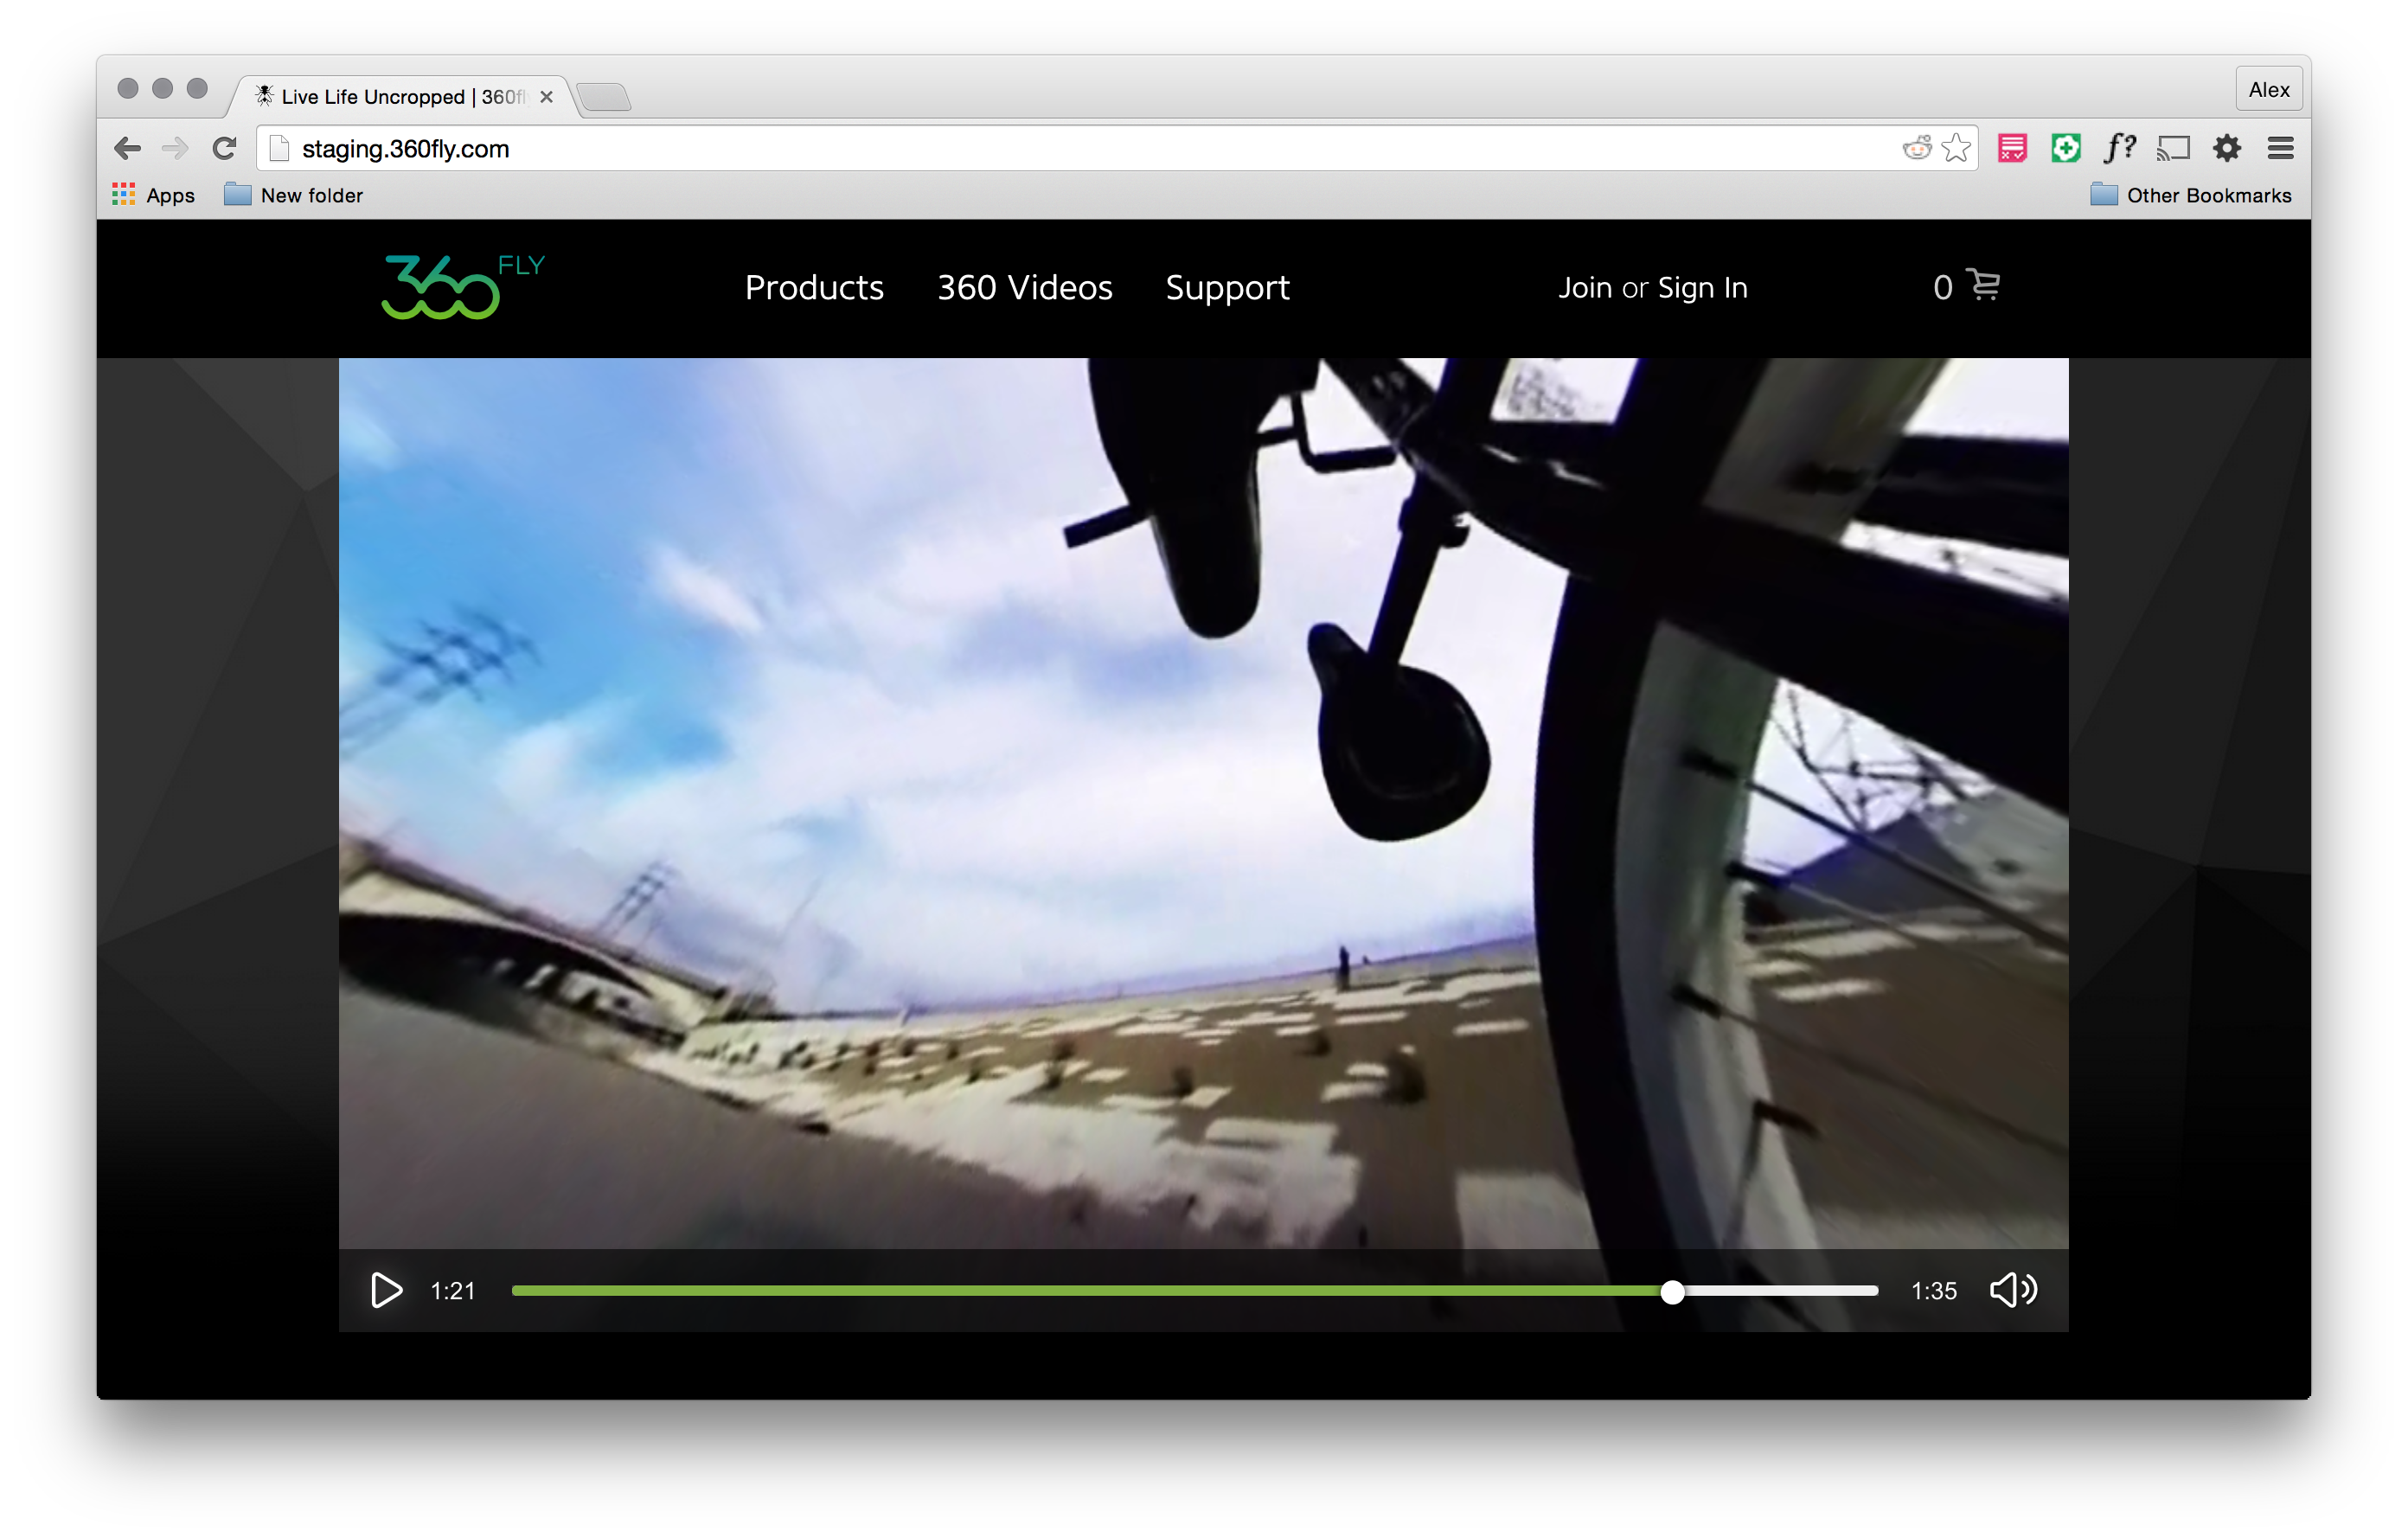 Live Life Uncropped | 360fl
Alex
staging.360fly.com
f?
Apps
New folder
Other Bookmarks
360 FLY
Products
360 Videos
Support
Join or Sign In
0
1:21
1:35